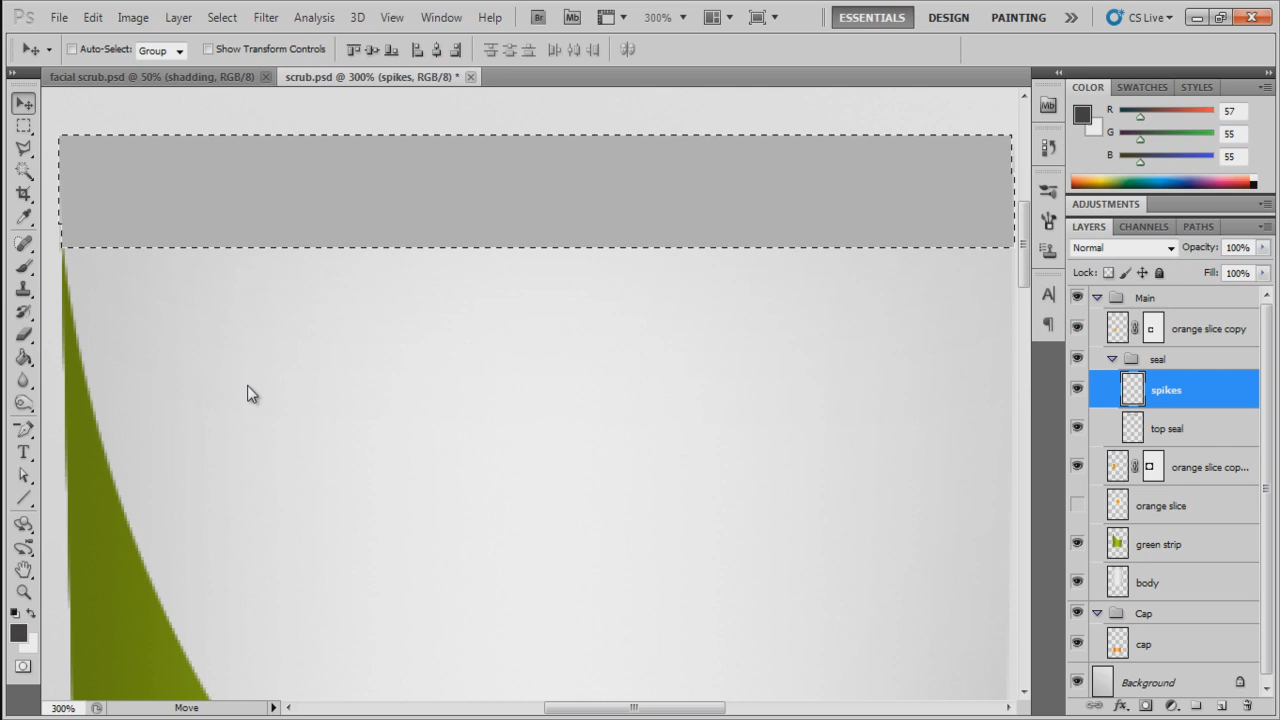 Ps File Edit Image Layer Select Filter Analysis 3D View Window Help Br Mb 300% ESSENTIALS DESIGN PAINTING CS Live
Auto-Select: Group Show Transform Controls
facial scrub.psd @ 50% (shadding, RGB/8) scrub.psd @ 300% (spikes, RGB/8) *
COLOR SWATCHES STYLES
Mb
R 57
G 55
B 55
ADJUSTMENTS
LAYERS CHANNELS PATHS
Normal Opacity: 100%
Lock: Fill: 100%
Main
orange slice copy
seal
spikes
top seal
orange slice cop...
orange slice
green strip
body
Cap
cap
Background
300% Move